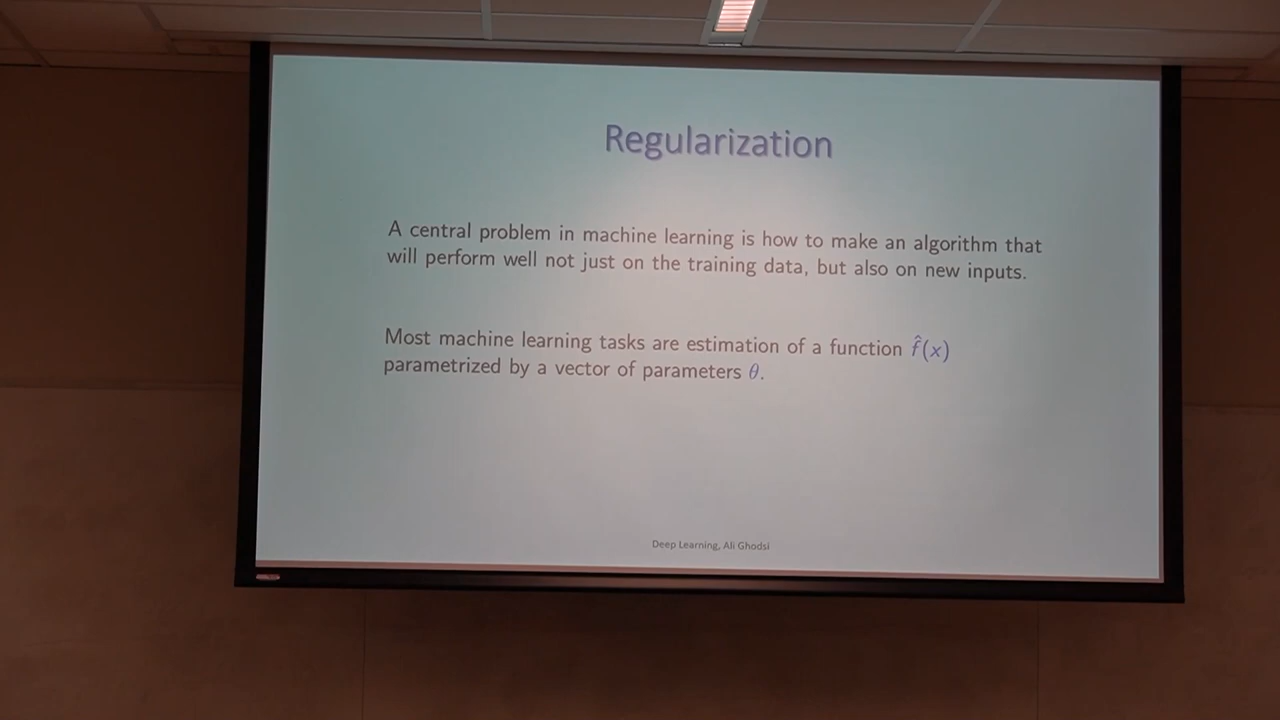 Regularization
A central problem in machine learning is how to make an algorithm that
will perform well not just on the training data, but also on new inputs.
Most machine learning tasks are estimation of a function f̂(x)
parametrized by a vector of parameters θ.
Deep Learning, Ali Ghodsi